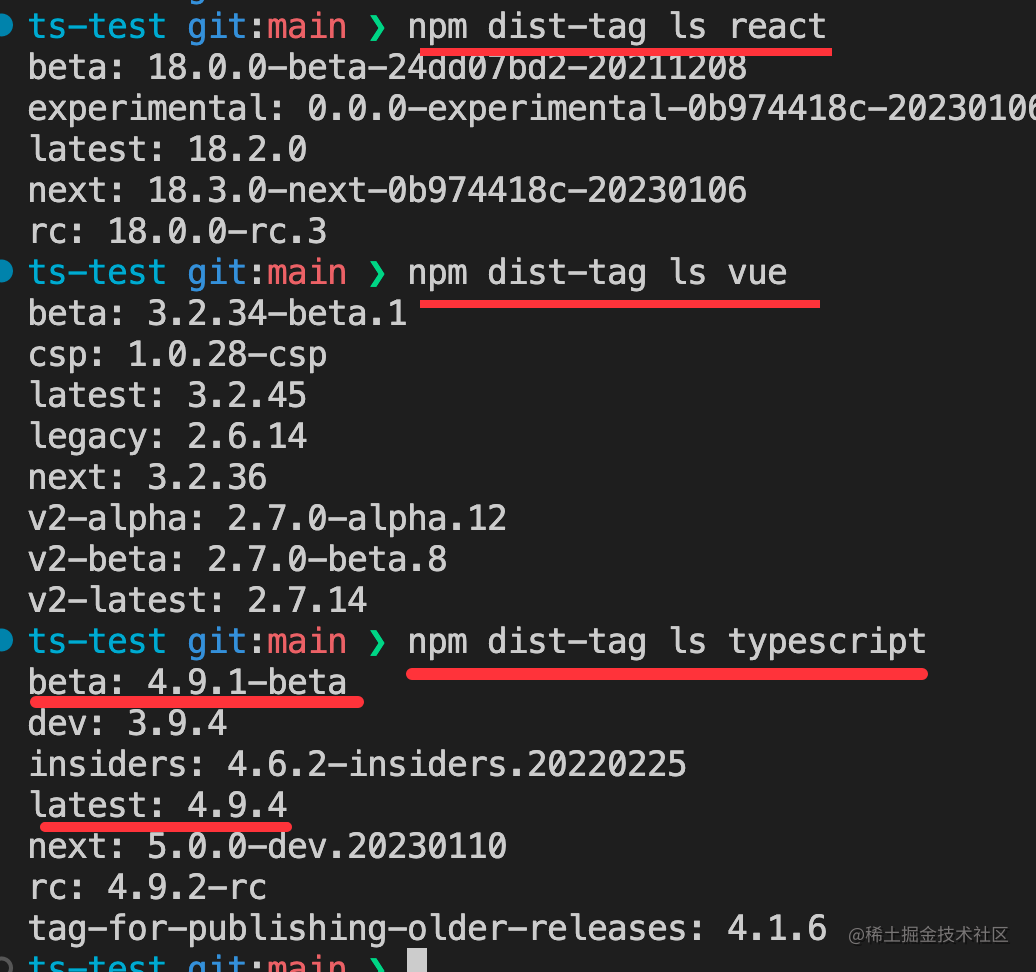 ts-test git:main ❯ npm dist-tag ls react
beta: 18.0.0-beta-24dd07bd2-20211208
experimental: 0.0.0-experimental-0b974418c-20230106
latest: 18.2.0
next: 18.3.0-next-0b974418c-20230106
rc: 18.0.0-rc.3
ts-test git:main ❯ npm dist-tag ls vue
beta: 3.2.34-beta.1
csp: 1.0.28-csp
latest: 3.2.45
legacy: 2.6.14
next: 3.2.36
v2-alpha: 2.7.0-alpha.12
v2-beta: 2.7.0-beta.8
v2-latest: 2.7.14
ts-test git:main ❯ npm dist-tag ls typescript
beta: 4.9.1-beta
dev: 3.9.4
insiders: 4.6.2-insiders.20220225
latest: 4.9.4
next: 5.0.0-dev.20230110
rc: 4.9.2-rc
tag-for-publishing-older-releases: 4.1.6
@稀土掘金技术社区
ts-test git:main ❯